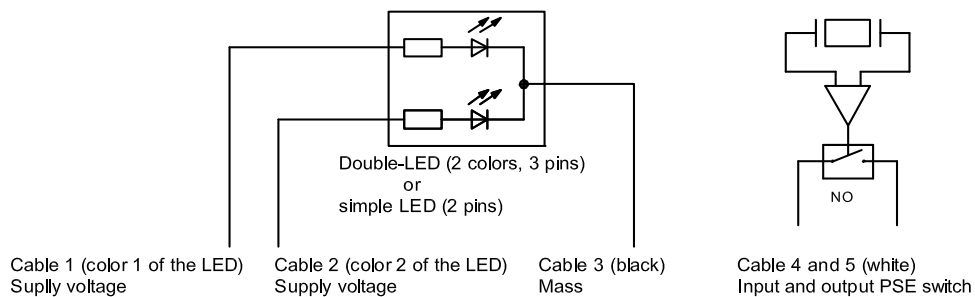 Double-LED (2 colors, 3 pins)
or
simple LED (2 pins)
NO
Cable 1 (color 1 of the LED)
Suplly voltage
Cable 2 (color 2 of the LED)
Supply voltage
Cable 3 (black)
Mass
Cable 4 and 5 (white)
Input and output PSE switch